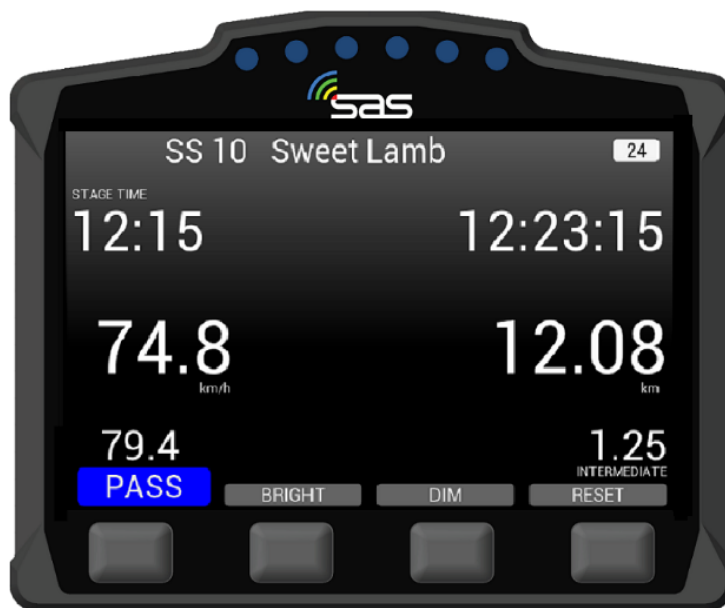 sas
SS 10 Sweet Lamb 24
STAGE TIME
12:15 12:23:15
74.8 12.08
km/h km
79.4 1.25
INTERMEDIATE
PASS BRIGHT DIM RESET